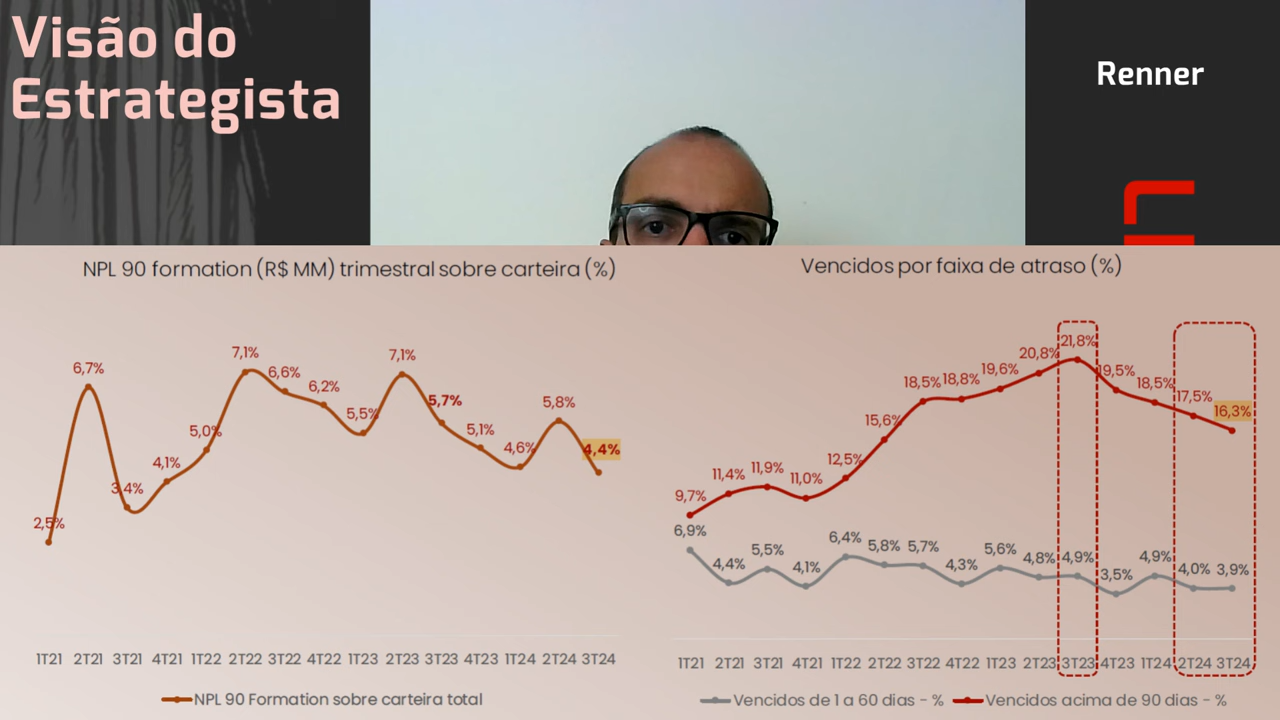 Visão do
Estrategista
Renner
NPL 90 formation (R$ MM) trimestral sobre carteira (%)
2,5% 6,7% 3,4% 4,1% 5,0% 7,1% 6,6% 6,2% 5,5% 7,1% 5,7% 5,1% 4,6% 5,8% 4,4%
1T21 2T21 3T21 4T21 1T22 2T22 3T22 4T22 1T23 2T23 3T23 4T23 1T24 2T24 3T24
NPL 90 Formation sobre carteira total
Vencidos por faixa de atraso (%)
9,7% 11,4% 11,9% 11,0% 12,5% 15,6% 18,5% 18,8% 19,6% 20,8% 21,8% 19,5% 18,5% 17,5% 16,3%
6,9% 4,4% 5,5% 4,1% 6,4% 5,8% 5,7% 4,3% 5,6% 4,8% 4,9% 3,5% 4,9% 4,0% 3,9%
1T21 2T21 3T21 4T21 1T22 2T22 3T22 4T22 1T23 2T23 3T23 4T23 1T24 2T24 3T24
Vencidos de 1 a 60 dias - % Vencidos acima de 90 dias - %